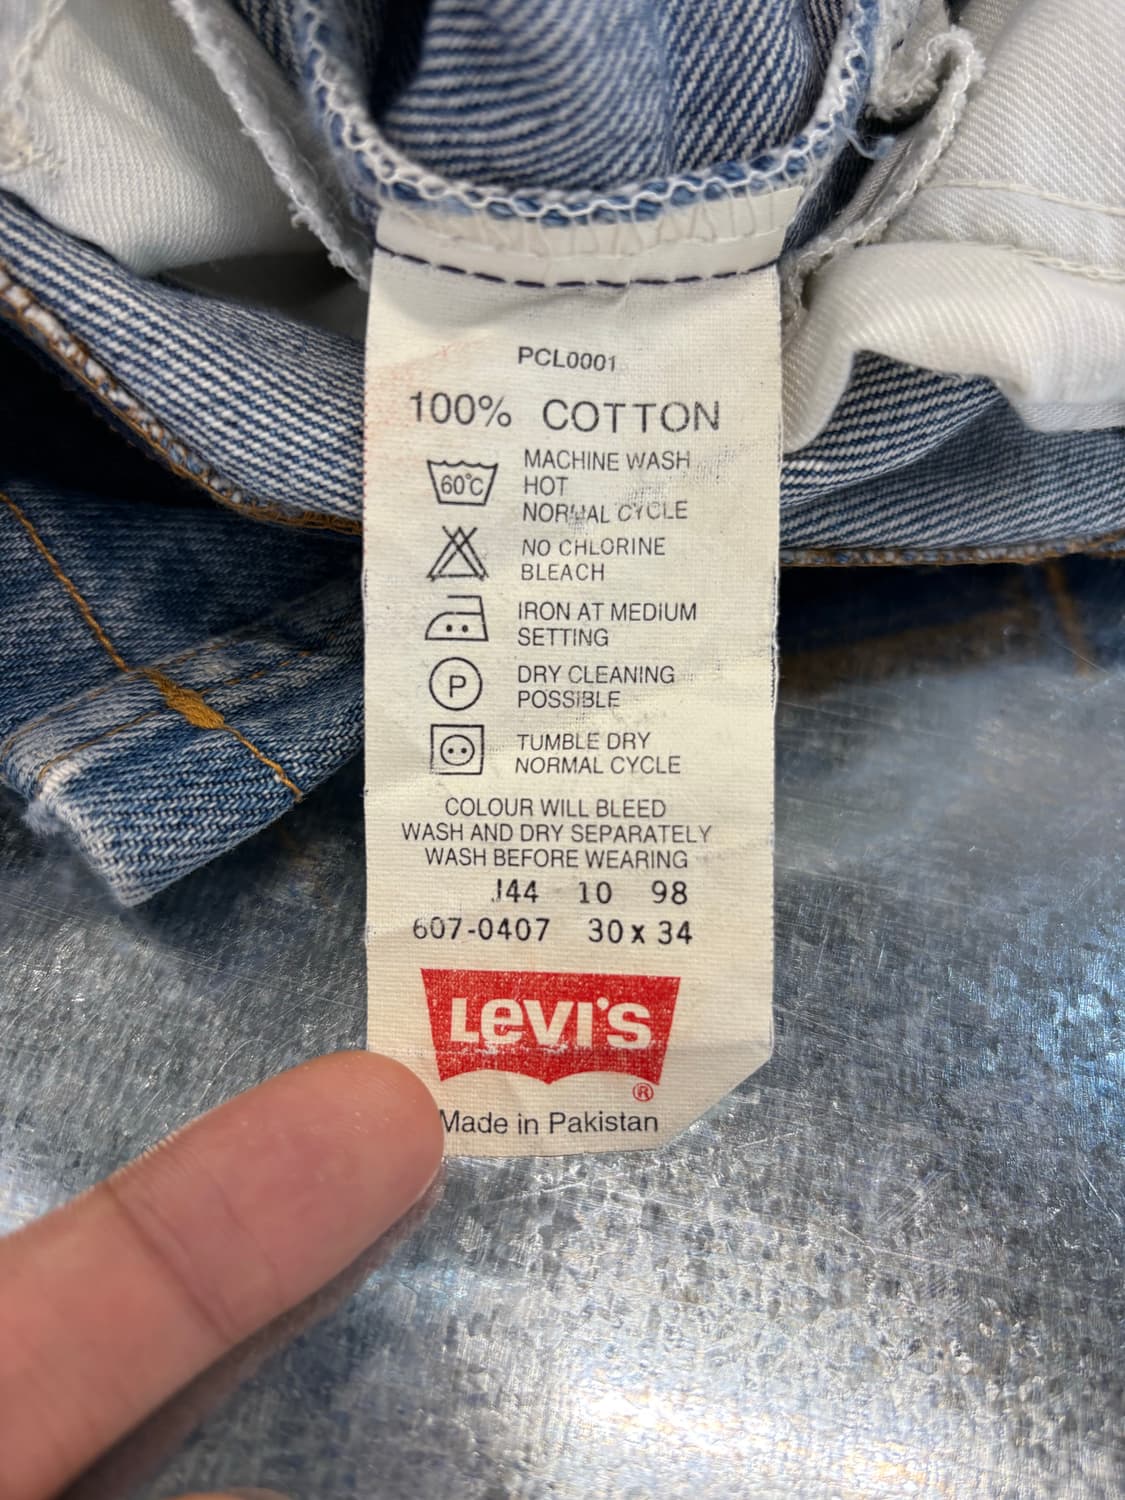 PCL0001
100% COTTON
60°C
MACHINE WASH
HOT
NORMAL CYCLE
NO CHLORINE
BLEACH
IRON AT MEDIUM
SETTING
P
DRY CLEANING
POSSIBLE
TUMBLE DRY
NORMAL CYCLE
COLOUR WILL BLEED
WASH AND DRY SEPARATELY
WASH BEFORE WEARING
J44 10 98
607-0407 30 x 34
LEVI'S
®
Made in Pakistan